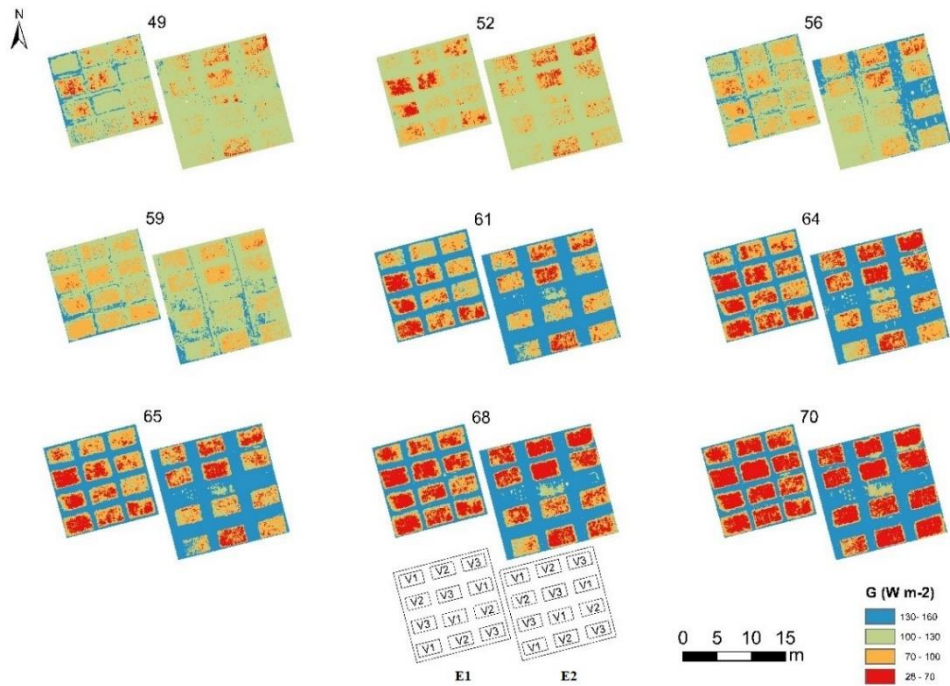 N
49
52
56
59
61
64
65
68
70
V1 V2 V3 V1 V2 V3
V2 V3 V1 V2 V3 V1
V3 V1 V2 V3 V1 V2
V1 V2 V3 V1 V2 V3
E1 E2
0 5 10 15
m
G (W m-2)
130- 160
100 - 130
70 - 100
28 - 70